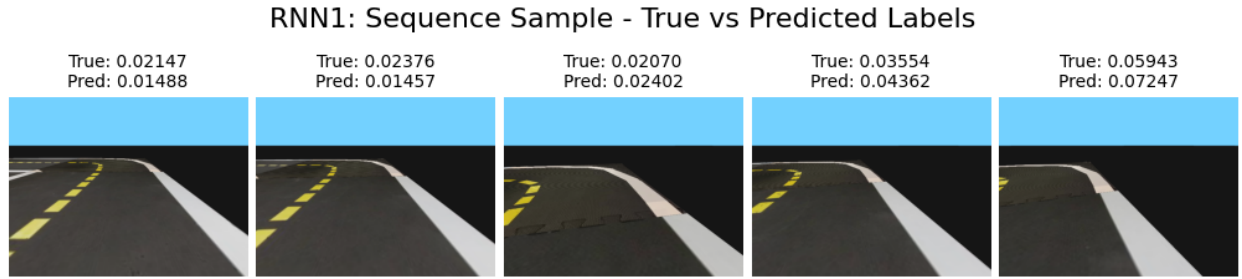 RNN1: Sequence Sample - True vs Predicted Labels
True: 0.02147
Pred: 0.01488
True: 0.02376
Pred: 0.01457
True: 0.02070
Pred: 0.02402
True: 0.03554
Pred: 0.04362
True: 0.05943
Pred: 0.07247